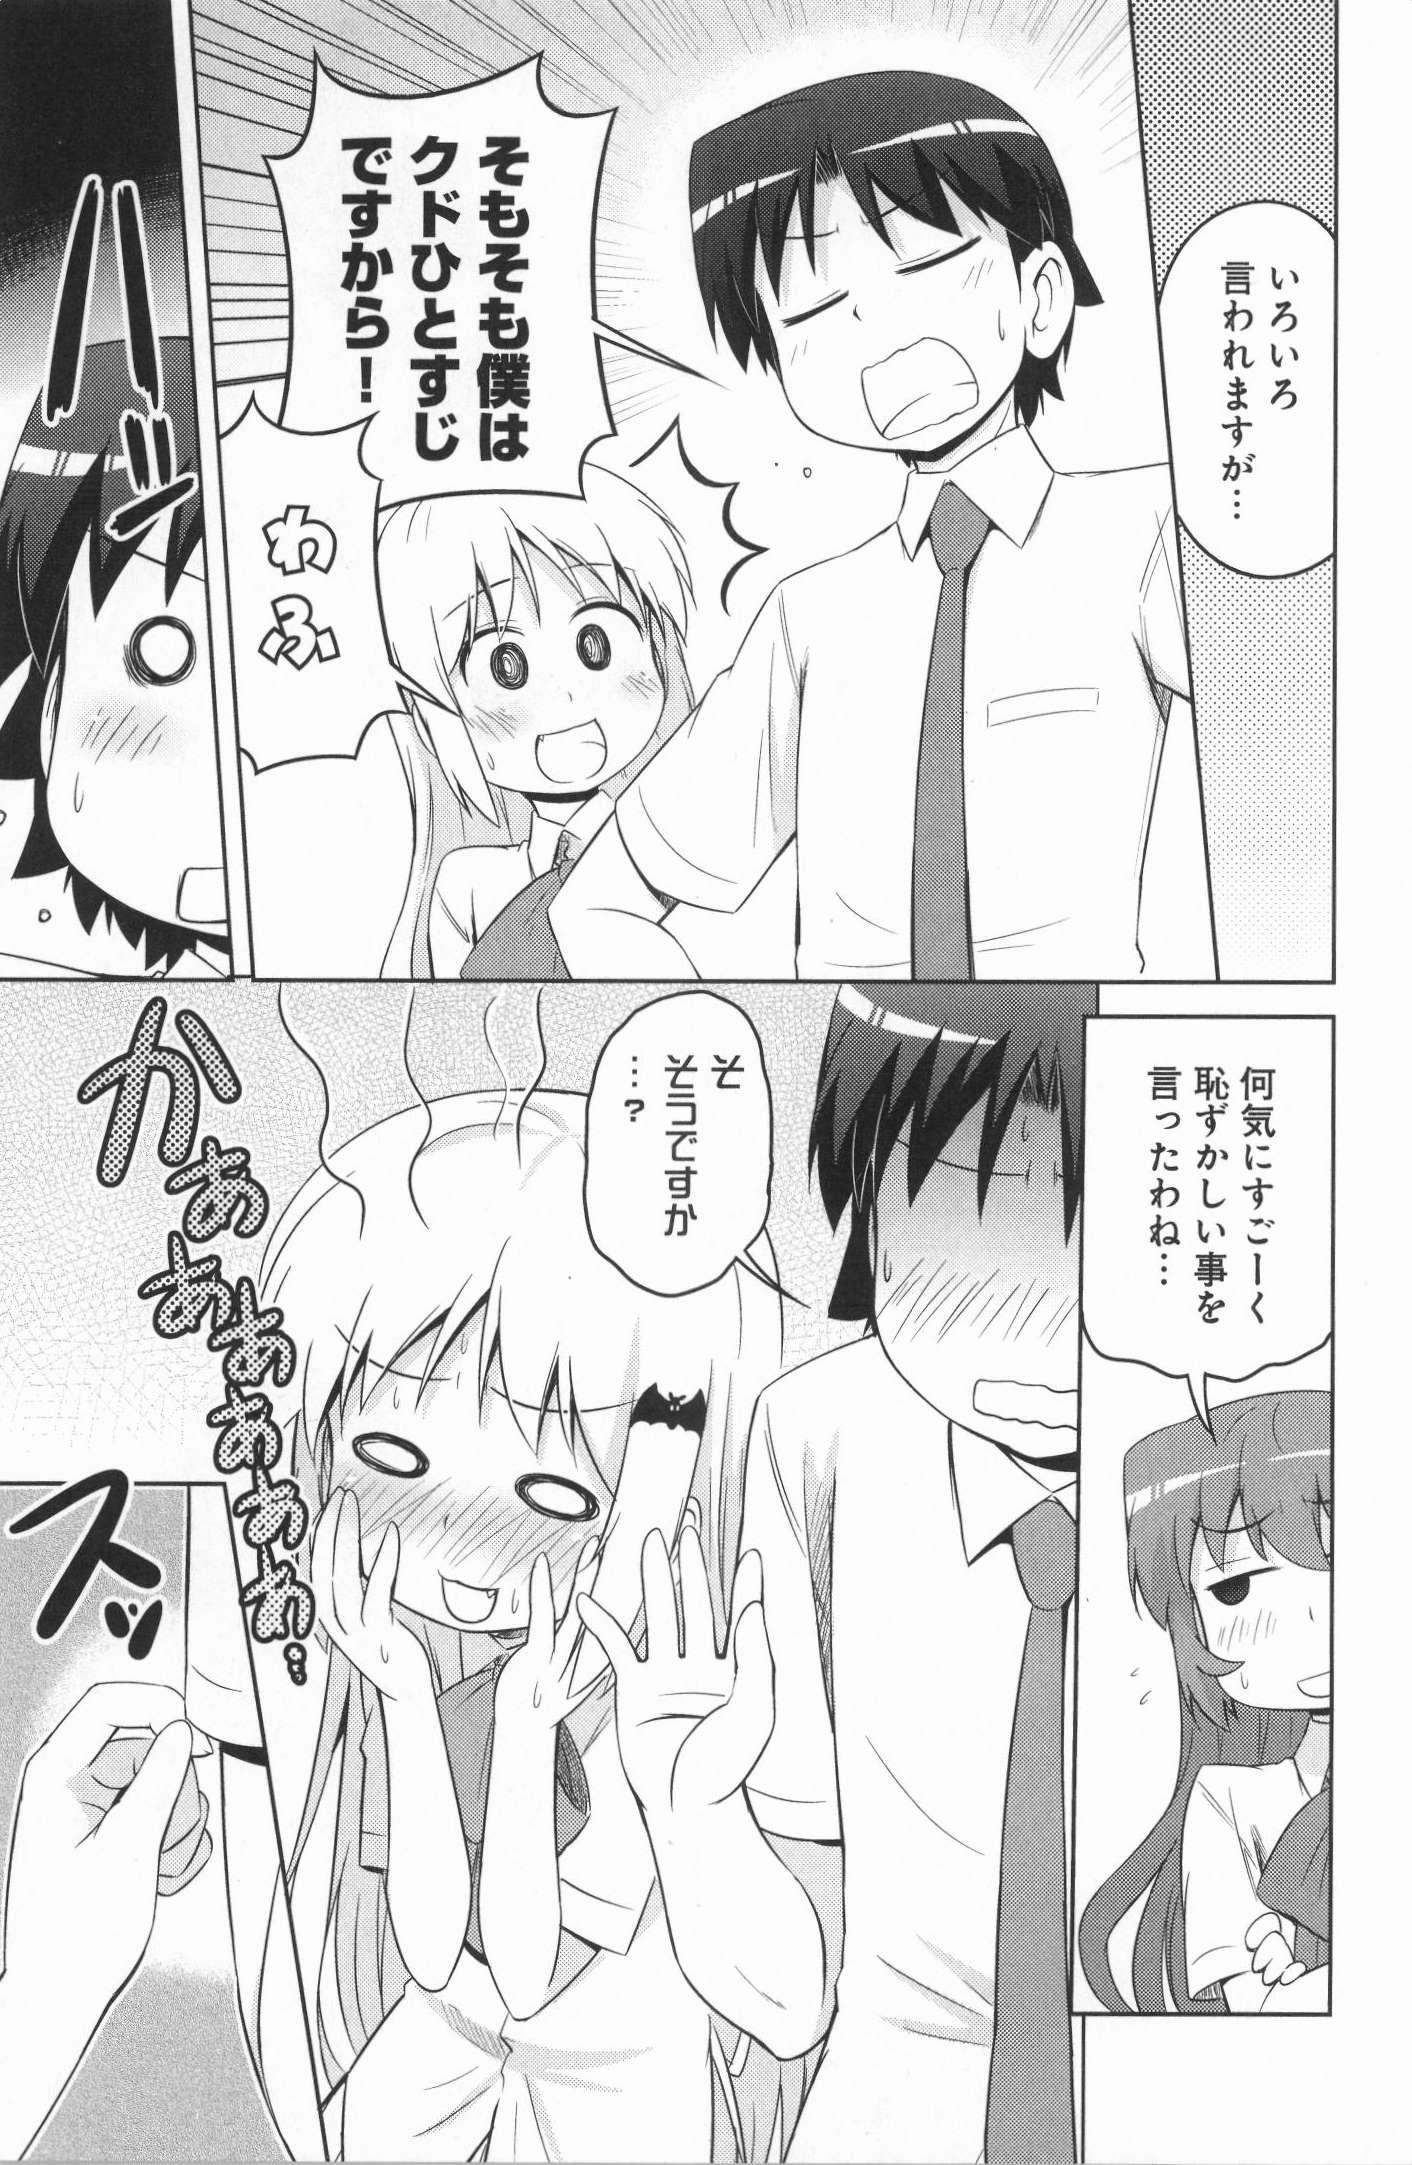 いろいろ
言われますが…
そもそも僕は
クドひとすじ
ですから！
わふ
ハッ
何気にすごーく
恥ずかしい事を
言ったわね…
そ
そうですか
…？
かぁぁぁぁぁぁ
スッ